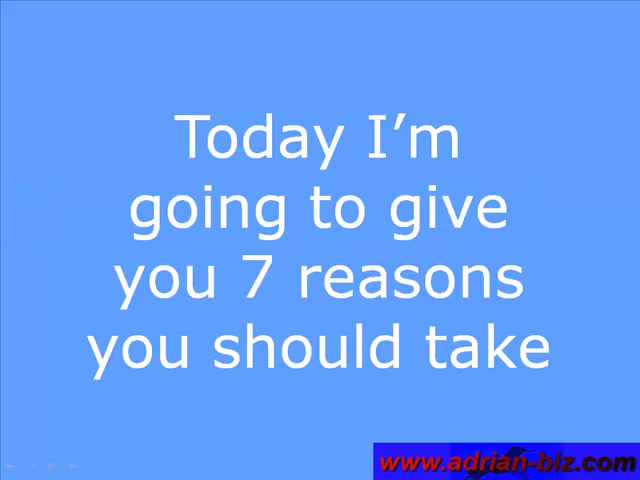 Today I’m
going to give
you 7 reasons
you should take
www.adrian-biz.com